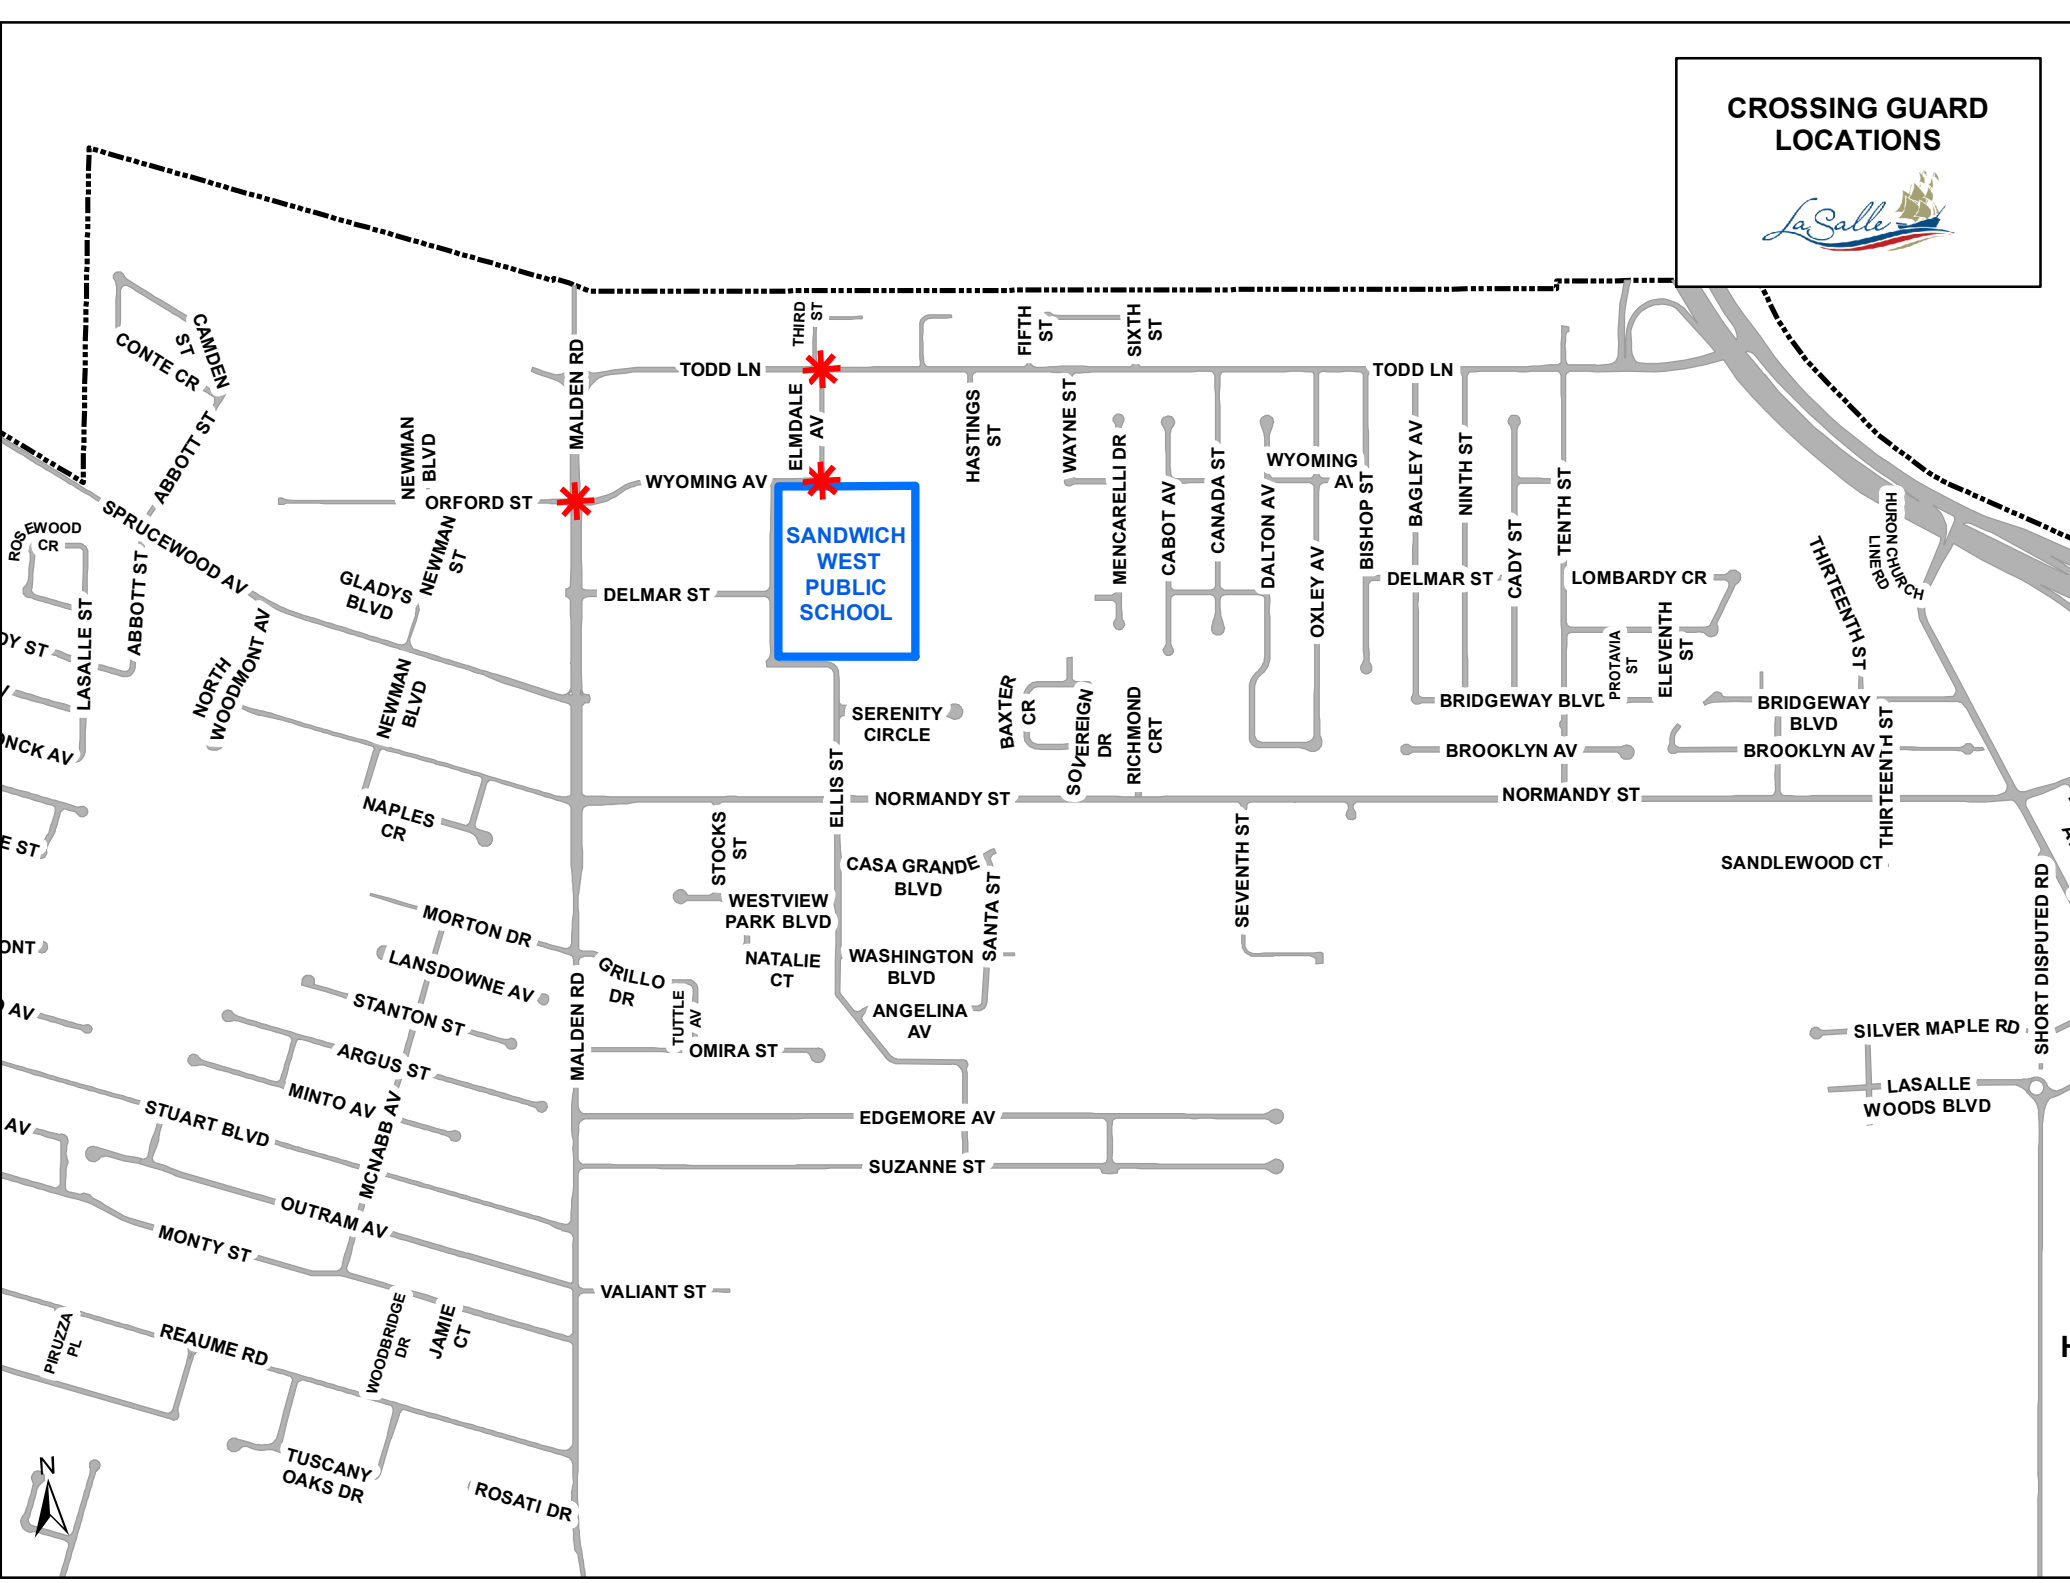 CROSSING GUARD
LOCATIONS
LaSalle
THIRD
ST
FIFTH
ST
SIXTH
ST
CAMDEN
ST
CONTE CR
MALDEN RD
TODD LN
TODD LN
ELMDALE
AV
HASTINGS
ST
WAYNE ST
ABBOTT ST
NEWMAN
BLVD
ORFORD ST
WYOMING AV
MENCARELLI DR
CABOT AV
CANADA ST
DALTON AV
WYOMING
AV
OXLEY AV
BISHOP ST
BAGLEY AV
NINTH ST
CADY ST
TENTH ST
HURON CHURCH
LINE RD
SPRUCEWOOD AV
ROSEWOOD
CR
SANDWICH
WEST
PUBLIC
SCHOOL
NEWMAN
ST
GLADYS
BLVD
DELMAR ST
DELMAR ST
LOMBARDY CR
THIRTEENTH ST
ABBOTT ST
LASALLE ST
DY ST
NORTH
WOODMONT AV
NEWMAN
BLVD
PROTAVIA
ST
ELEVENTH
ST
BAXTER
CR
SOVEREIGN
DR
RICHMOND
CRT
BRIDGEWAY BLVD
BRIDGEWAY
BLVD
SERENITY
CIRCLE
ONCK AV
BROOKLYN AV
BROOKLYN AV
THIRTEENTH ST
ELLIS ST
NORMANDY ST
NORMANDY ST
NAPLES
CR
E ST
STOCKS
ST
CASA GRANDE
BLVD
SANTA ST
SEVENTH ST
SANDLEWOOD CT
WESTVIEW
PARK BLVD
MORTON DR
NATALIE
CT
WASHINGTON
BLVD
ONT
LANSDOWNE AV
GRILLO
DR
TUTTLE
AV
ANGELINA
AV
STANTON ST
MALDEN RD
OMIRA ST
SHORT DISPUTED RD
SILVER MAPLE RD
AV
ARGUS ST
MINTO AV
MCNABB AV
LASALLE
WOODS BLVD
STUART BLVD
EDGEMORE AV
AV
SUZANNE ST
OUTRAM AV
MONTY ST
VALIANT ST
PIRUZZA
PL
REAUME RD
WOODBRIDGE
DR
JAMIE
CT
H
TUSCANY
OAKS DR
ROSATI DR
N